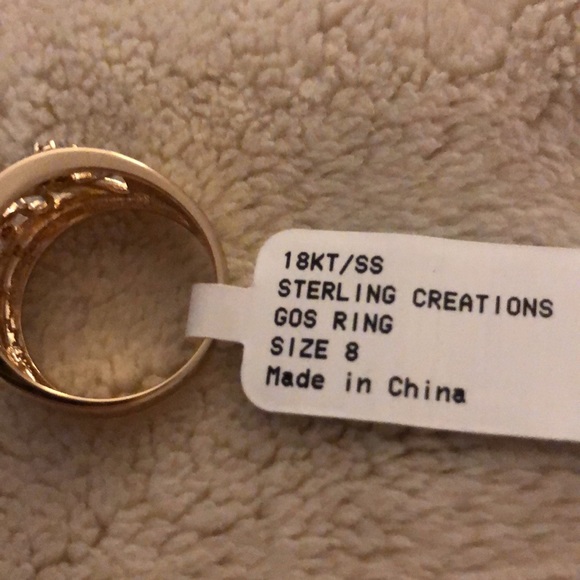 18KT/SS
STERLING CREATIONS
GOS RING
SIZE 8
Made in China